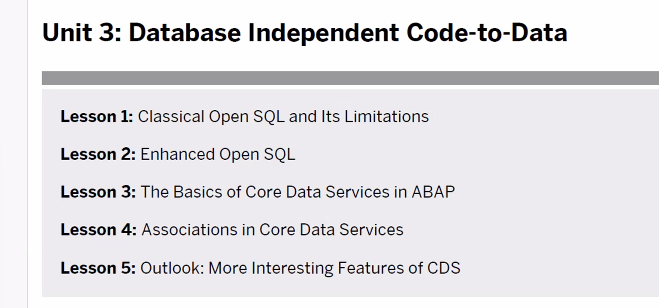 Unit 3: Database Independent Code-to-Data
Lesson 1: Classical Open SQL and Its Limitations
Lesson 2: Enhanced Open SQL
Lesson 3: The Basics of Core Data Services in ABAP
Lesson 4: Associations in Core Data Services
Lesson 5: Outlook: More Interesting Features of CDS